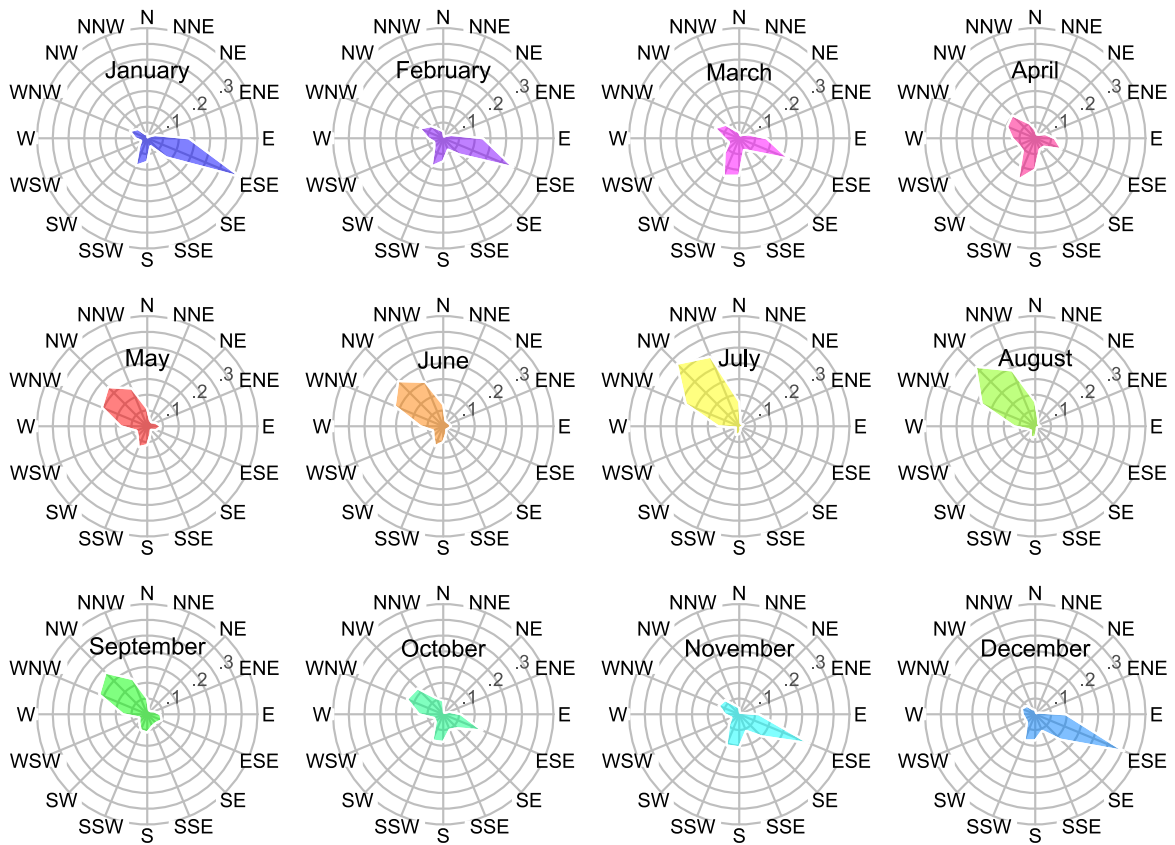 N N N N
NNW NNE NNW NNE NNW NNE NNW NNE
NW NE NW NE NW NE NW NE
January February March April
WNW .3 ENE WNW .3 ENE WNW .3 ENE WNW .3 ENE
.2 .2 .2 .2
.1 .1 .1 .1
W E W E W E W E
WSW ESE WSW ESE WSW ESE WSW ESE
SW SE SW SE SW SE SW SE
SSW SSE SSW SSE SSW SSE SSW SSE
S S S S
N N N N
NNW NNE NNW NNE NNW NNE NNW NNE
NW NE NW NE NW NE NW NE
May June July August
WNW .3 ENE WNW .3 ENE WNW .3 ENE WNW .3 ENE
.2 .2 .2 .2
.1 .1 .1 .1
W E W E W E W E
WSW ESE WSW ESE WSW ESE WSW ESE
SW SE SW SE SW SE SW SE
SSW SSE SSW SSE SSW SSE SSW SSE
S S S S
N N N N
NNW NNE NNW NNE NNW NNE NNW NNE
NW NE NW NE NW NE NW NE
September October November December
WNW .3 ENE WNW .3 ENE WNW .3 ENE WNW .3 ENE
.2 .2 .2 .2
.1 .1 .1 .1
W E W E W E W E
WSW ESE WSW ESE WSW ESE WSW ESE
SW SE SW SE SW SE SW SE
SSW SSE SSW SSE SSW SSE SSW SSE
S S S S